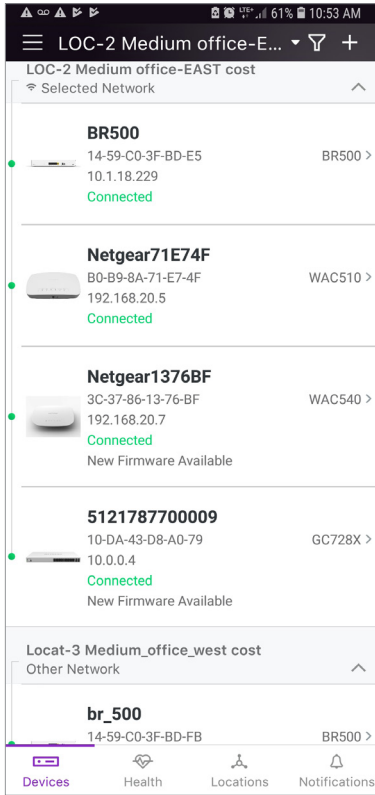 LTE+ 61% 10:53 AM
LOC-2 Medium office-E...
LOC-2 Medium office-EAST cost
Selected Network
BR500
14-59-C0-3F-BD-E5 BR500
10.1.18.229
Connected
Netgear71E74F
B0-B9-8A-71-E7-4F WAC510
192.168.20.5
Connected
Netgear1376BF
3C-37-86-13-76-BF WAC540
192.168.20.7
Connected
New Firmware Available
5121787700009
10-DA-43-D8-A0-79 GC728X
10.0.0.4
Connected
New Firmware Available
Locat-3 Medium_office_west cost
Other Network
br_500
14-59-C0-3F-BD-FB BR500
Devices Health Locations Notifications